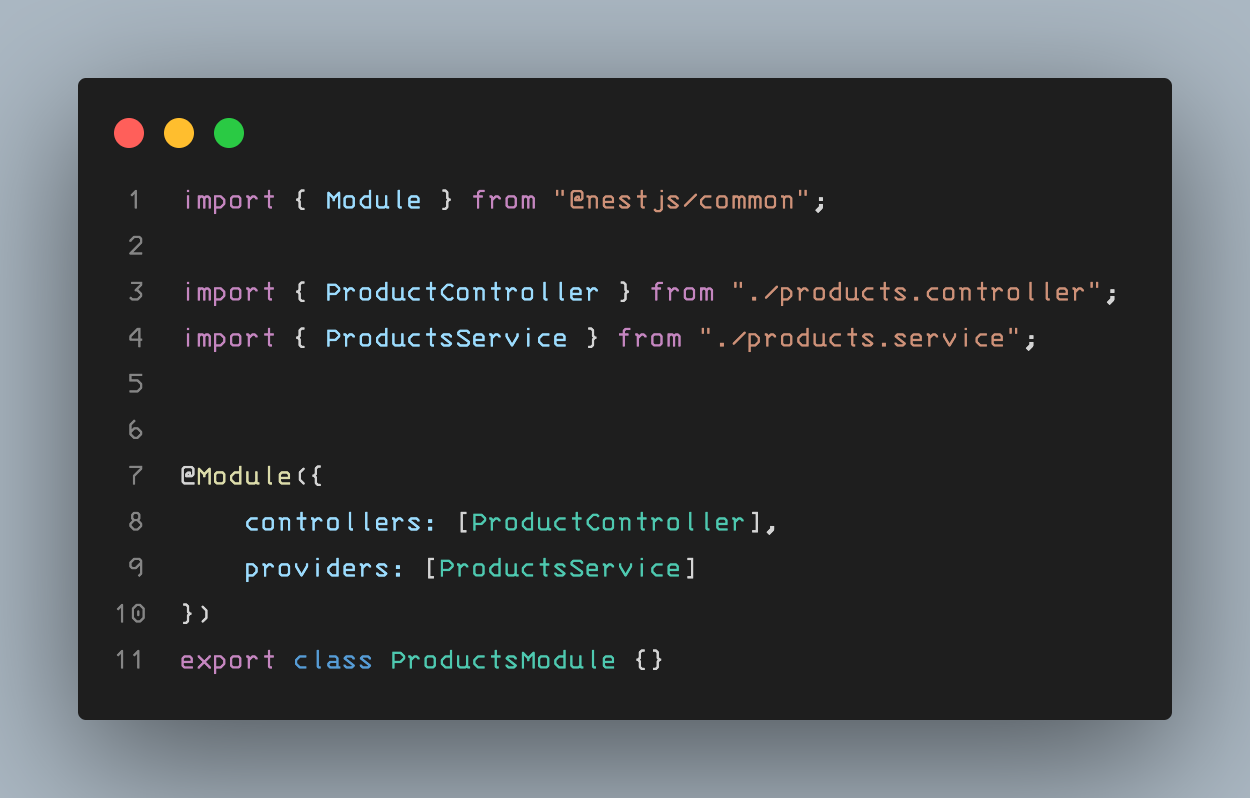 1 import { Module } from "@nestjs/common";
2
3 import { ProductController } from "./products.controller";
4 import { ProductsService } from "./products.service";
5
6
7 @Module({
8     controllers: [ProductController],
9     providers: [ProductsService]
10 })
11 export class ProductsModule {}